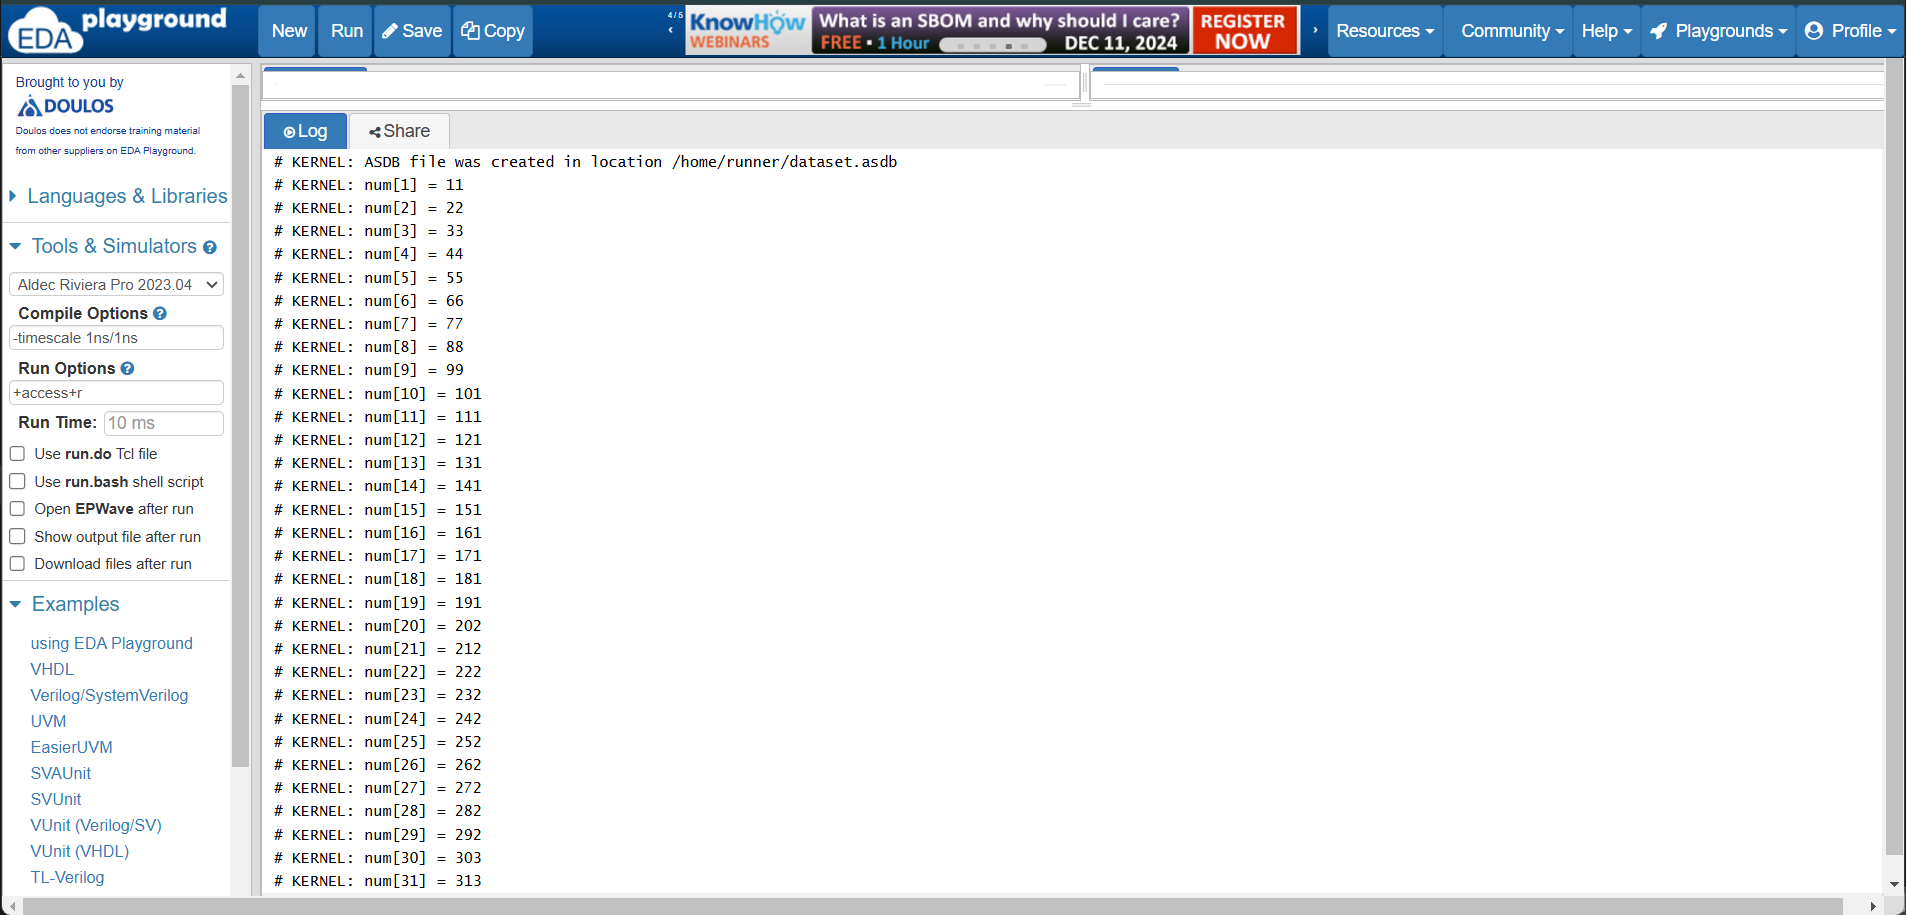 EDA playground
New
Run
Save
Copy
4/5
KnowHow WEBINARS
What is an SBOM and why should I care?
FREE ▪ 1 Hour
DEC 11, 2024
REGISTER NOW
Resources
Community
Help
Playgrounds
Profile
Brought to you by
DOULOS
Doulos does not endorse training material
from other suppliers on EDA Playground.
Languages & Libraries
Tools & Simulators
Aldec Riviera Pro 2023.04
Compile Options
-timescale 1ns/1ns
Run Options
+access+r
Run Time:
10 ms
Use run.do Tcl file
Use run.bash shell script
Open EPWave after run
Show output file after run
Download files after run
Examples
using EDA Playground
VHDL
Verilog/SystemVerilog
UVM
EasierUVM
SVAUnit
SVUnit
VUnit (Verilog/SV)
VUnit (VHDL)
TL-Verilog
Log
Share
# KERNEL: ASDB file was created in location /home/runner/dataset.asdb
# KERNEL: num[1] = 11
# KERNEL: num[2] = 22
# KERNEL: num[3] = 33
# KERNEL: num[4] = 44
# KERNEL: num[5] = 55
# KERNEL: num[6] = 66
# KERNEL: num[7] = 77
# KERNEL: num[8] = 88
# KERNEL: num[9] = 99
# KERNEL: num[10] = 101
# KERNEL: num[11] = 111
# KERNEL: num[12] = 121
# KERNEL: num[13] = 131
# KERNEL: num[14] = 141
# KERNEL: num[15] = 151
# KERNEL: num[16] = 161
# KERNEL: num[17] = 171
# KERNEL: num[18] = 181
# KERNEL: num[19] = 191
# KERNEL: num[20] = 202
# KERNEL: num[21] = 212
# KERNEL: num[22] = 222
# KERNEL: num[23] = 232
# KERNEL: num[24] = 242
# KERNEL: num[25] = 252
# KERNEL: num[26] = 262
# KERNEL: num[27] = 272
# KERNEL: num[28] = 282
# KERNEL: num[29] = 292
# KERNEL: num[30] = 303
# KERNEL: num[31] = 313